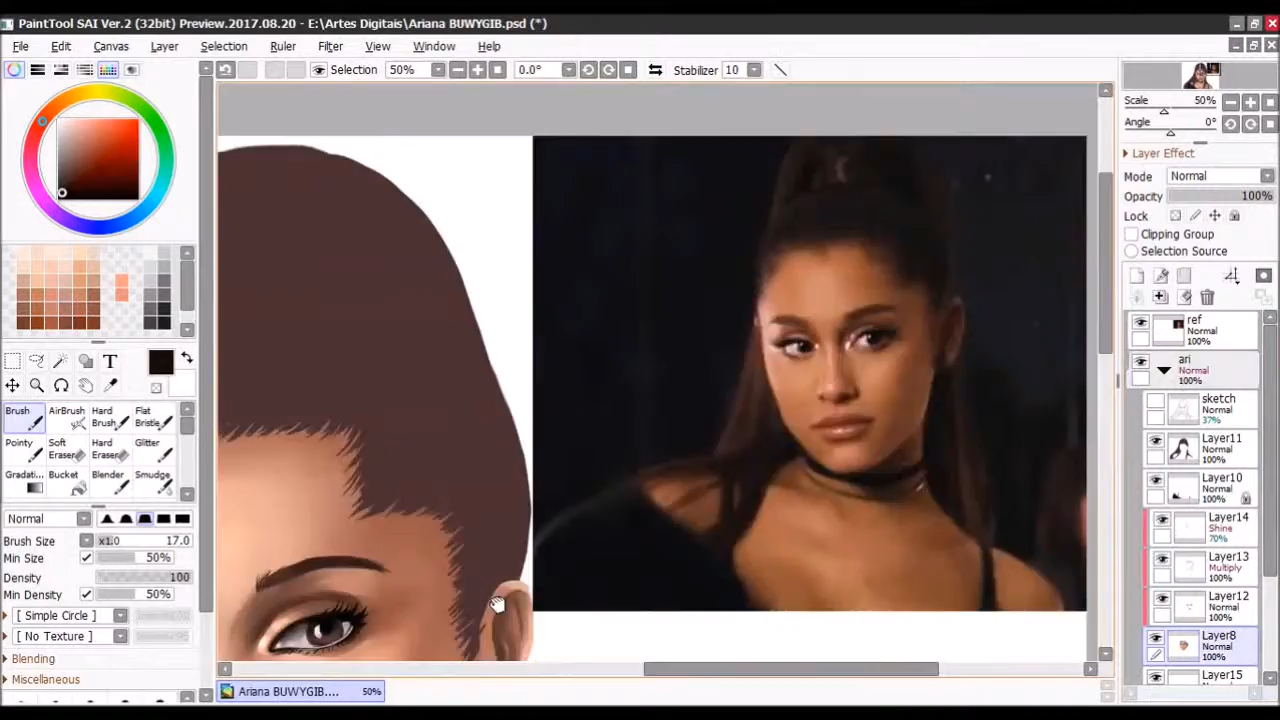 PaintTool SAI Ver.2 (32bit) Preview.2017.08.20 - E:\Artes Digitais\Ariana BUWYGIB.psd (*)
File Edit Canvas Layer Selection Ruler Filter View Window Help
Selection 50% 0.0° Stabilizer 10
Scale 50%
Angle 0°
Layer Effect
Mode Normal
Opacity 100%
Lock
Clipping Group
Selection Source
ref
Normal
100%
ari
Normal
100%
sketch
Normal
37%
Layer11
Normal
100%
Layer10
Normal
100%
Layer14
Shine
70%
Layer13
Multiply
100%
Layer12
Normal
100%
Layer8
Normal
100%
Layer15
Normal
T
Brush AirBrush Hard Brush Flat Bristle
Pointy Soft Eraser Hard Eraser Glitter
Gradati... Bucket Blender Smudge
Normal
Brush Size x1.0 17.0
Min Size 50%
Density 100
Min Density 50%
[ Simple Circle ]
[ No Texture ]
Blending
Miscellaneous
Ariana BUWYGIB.... 50%